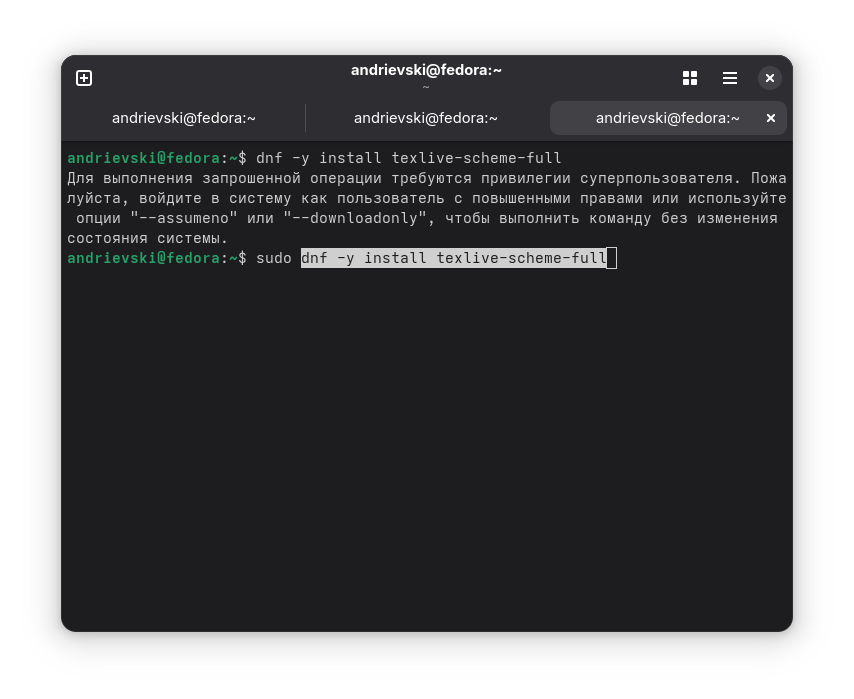 andrievski@fedora:~
~
andrievski@fedora:~ andrievski@fedora:~ andrievski@fedora:~
andrievski@fedora:~$ dnf -y install texlive-scheme-full
Для выполнения запрошенной операции требуются привилегии суперпользователя. Пожа
луйста, войдите в систему как пользователь с повышенными правами или используйте
 опции "--assumeno" или "--downloadonly", чтобы выполнить команду без изменения
состояния системы.
andrievski@fedora:~$ sudo dnf -y install texlive-scheme-full